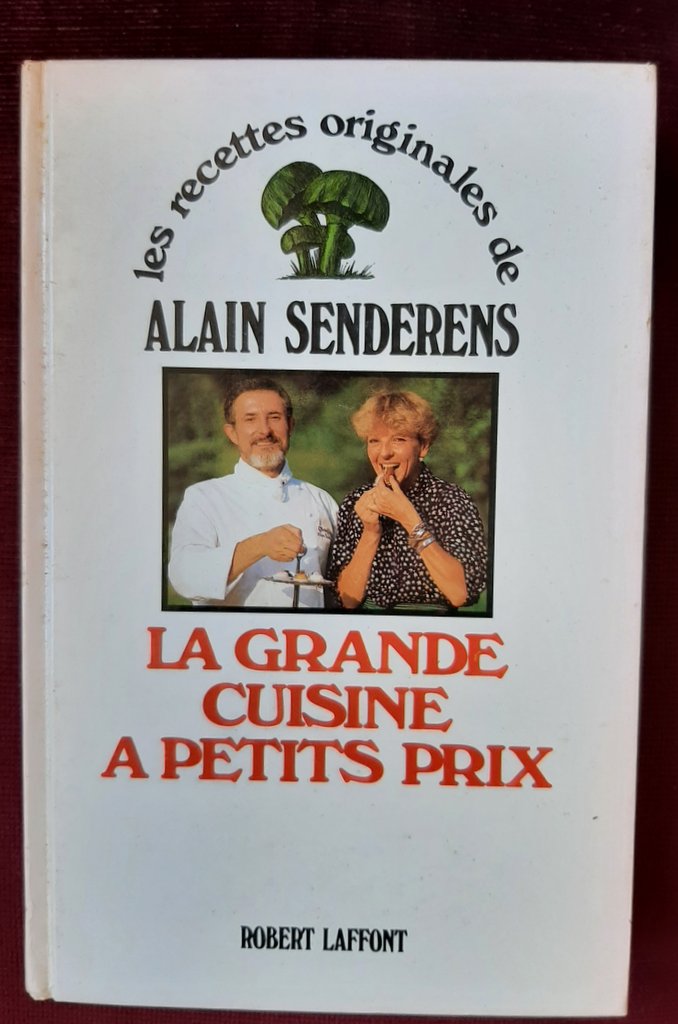 les recettes originales de
ALAIN SENDERENS
LA GRANDE
CUISINE
A PETITS PRIX
ROBERT LAFFONT